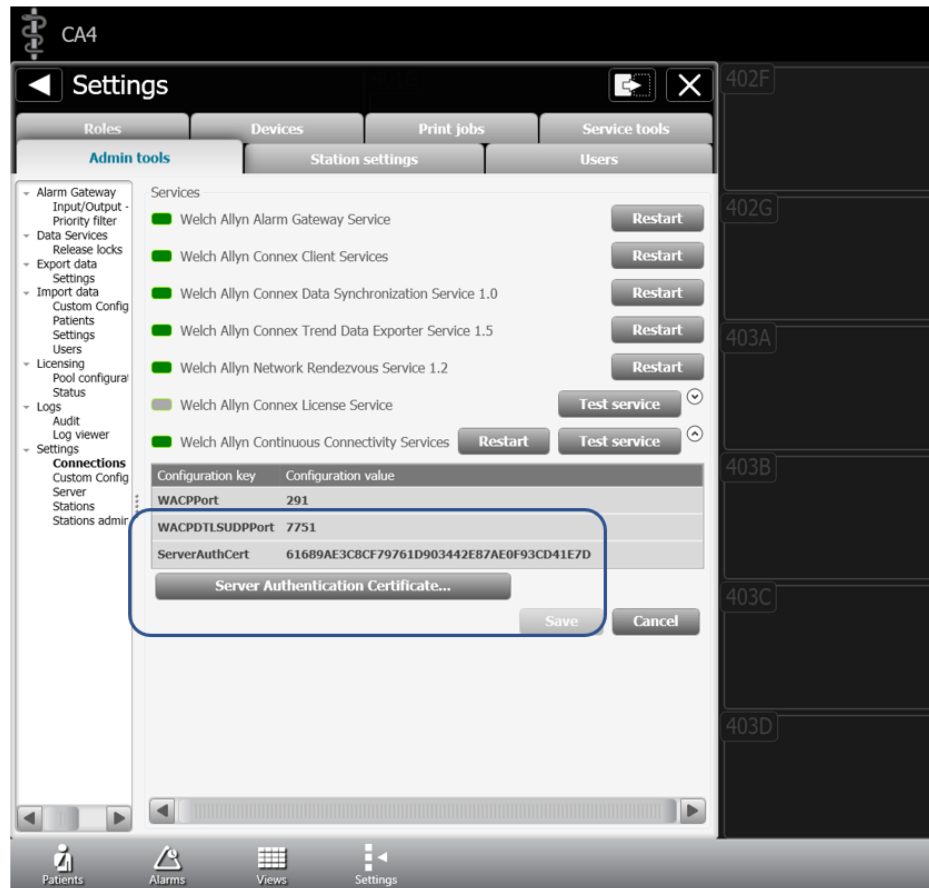 CA4
Settings
Roles
Devices
Print jobs
Service tools
Admin tools
Station settings
Users
Alarm Gateway
Input/Output -
Priority filter
Data Services
Release locks
Export data
Settings
Import data
Custom Config
Patients
Settings
Users
Licensing
Pool configurat
Status
Logs
Audit
Log viewer
Settings
Connections
Custom Config
Server
Stations
Stations admir
Services
Welch Allyn Alarm Gateway Service Restart
Welch Allyn Connex Client Services Restart
Welch Allyn Connex Data Synchronization Service 1.0 Restart
Welch Allyn Connex Trend Data Exporter Service 1.5 Restart
Welch Allyn Network Rendezvous Service 1.2 Restart
Welch Allyn Connex License Service Test service
Welch Allyn Continuous Connectivity Services Restart Test service
Configuration key Configuration value
WACPPort 291
WACPDTLSUDPPort 7751
ServerAuthCert 61689AE3C8CF79761D903442E87AE0F93CD41E7D
Server Authentication Certificate...
Save Cancel
402F
402G
403A
403B
403C
403D
Patients
Alarms
Views
Settings